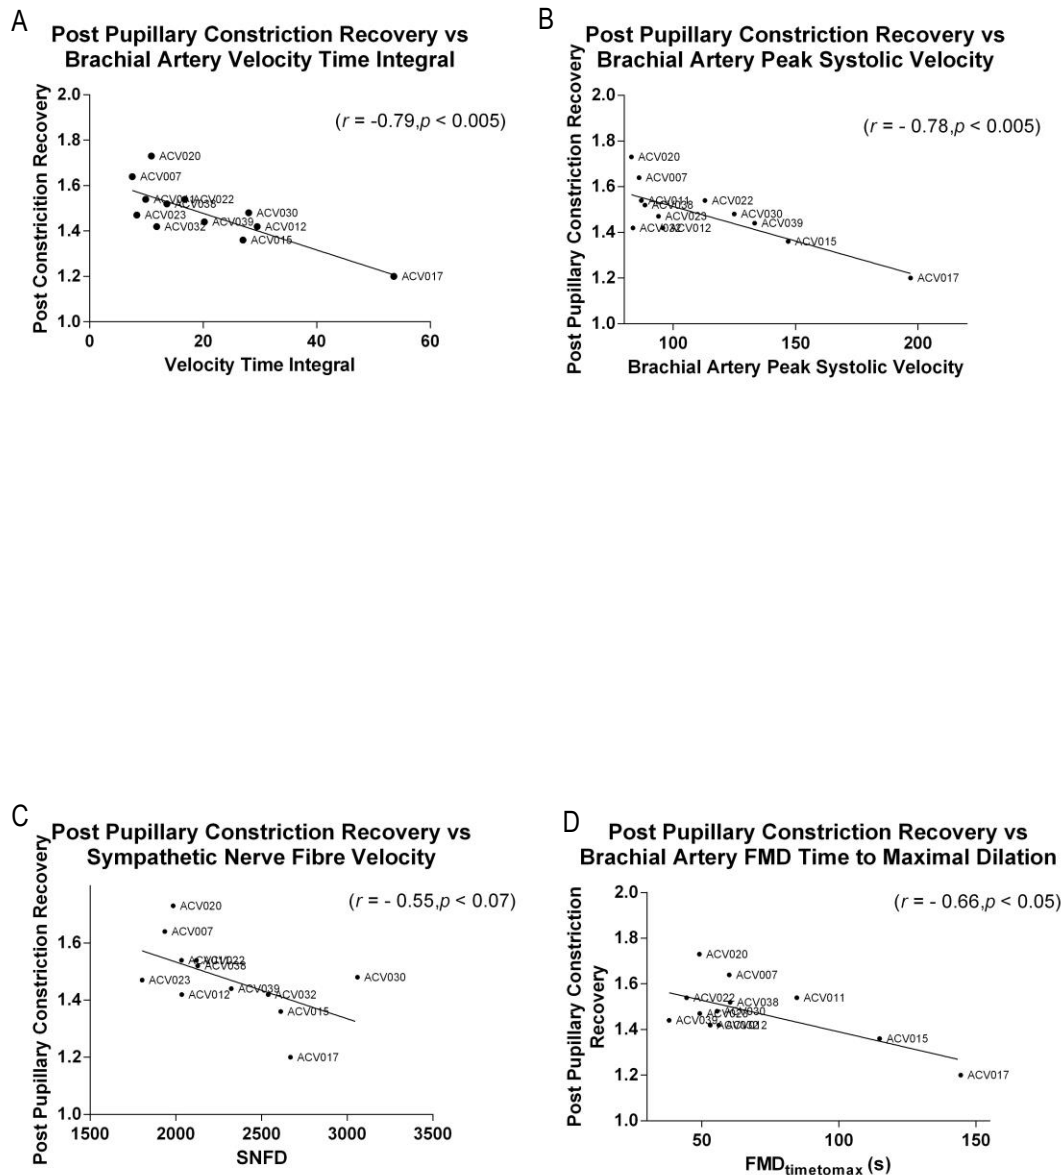 A
Post Pupillary Constriction Recovery vs
Brachial Artery Velocity Time Integral
(r = -0.79,p < 0.005)
Post Constriction Recovery
2.0
1.8
1.6
1.4
1.2
1.0
ACV020
ACV007
ACV022
ACV038
ACV023
ACV030
ACV039
ACV012
ACV032
ACV015
ACV017
0
20
40
60
Velocity Time Integral
B
Post Pupillary Constriction Recovery vs
Brachial Artery Peak Systolic Velocity
(r = - 0.78,p < 0.005)
Post Pupillary Constriction Recovery
2.0
1.8
1.6
1.4
1.2
1.0
ACV020
ACV007
ACV011
ACV022
ACV038
ACV023
ACV030
ACV039
ACV012
ACV015
ACV017
100
150
200
Brachial Artery Peak Systolic Velocity
C
Post Pupillary Constriction Recovery vs
Sympathetic Nerve Fibre Velocity
(r = - 0.55,p < 0.07)
Post Pupillary Constriction Recovery
1.6
1.4
1.2
1.0
ACV020
ACV007
ACV038
ACV023
ACV030
ACV039
ACV012
ACV032
ACV015
ACV017
1500
2000
2500
3000
3500
SNFD
D
Post Pupillary Constriction Recovery vs
Brachial Artery FMD Time to Maximal Dilation
(r = - 0.66,p < 0.05)
Post Pupillary Constriction
Recovery
2.0
1.8
1.6
1.4
1.2
1.0
ACV020
ACV007
ACV022
ACV038
ACV011
ACV030
ACV039
ACV015
ACV017
50
100
150
FMDtimetomax (s)